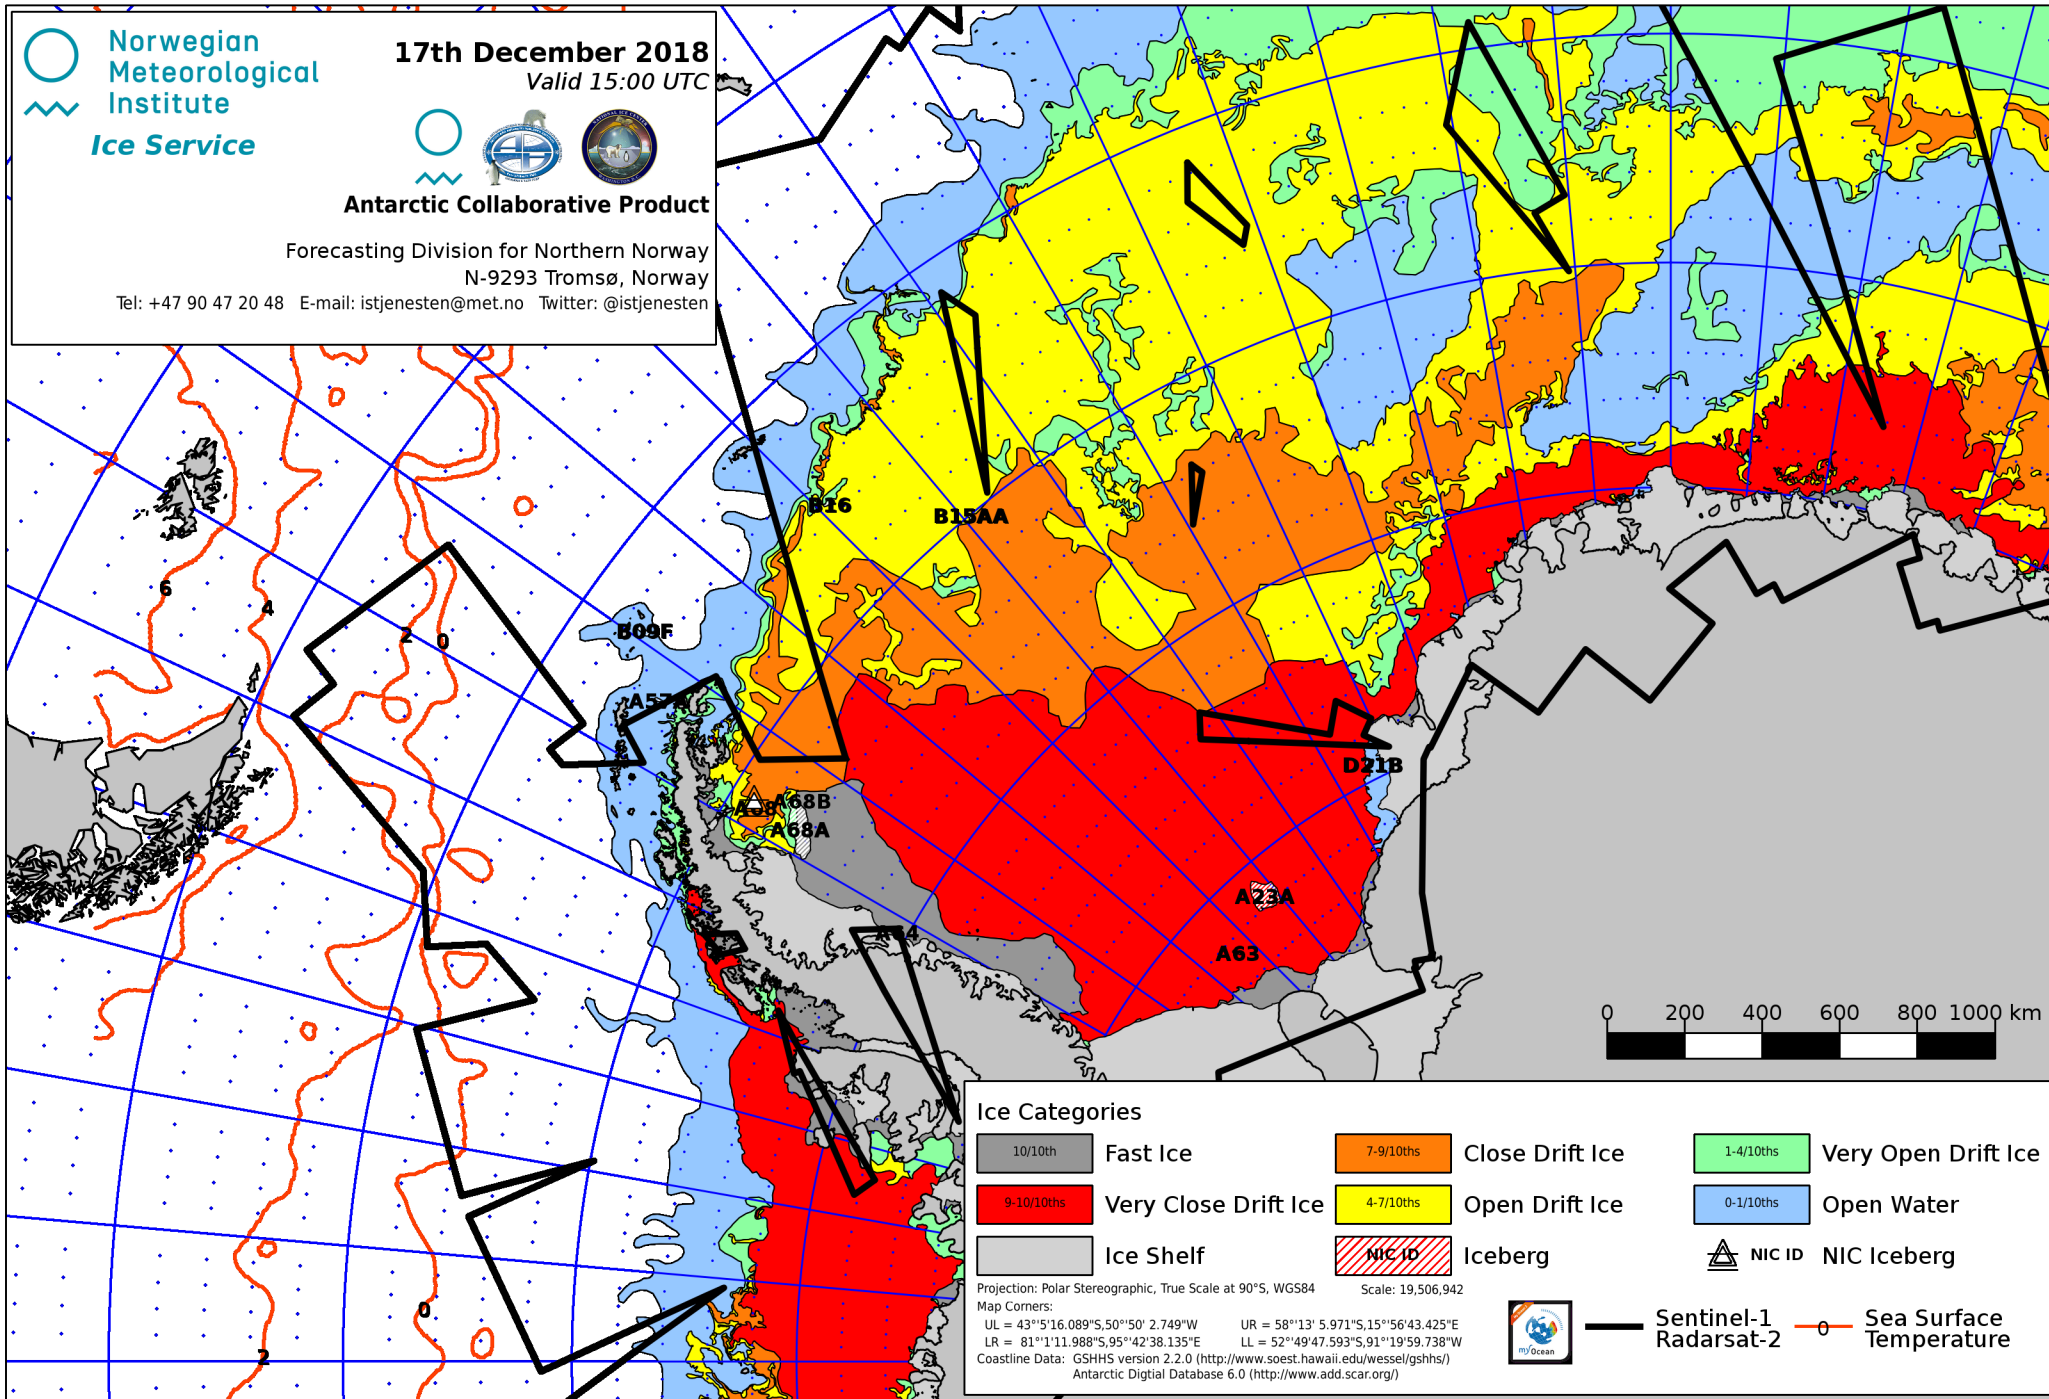 Norwegian
Meteorological
Institute
Ice Service
17th December 2018
Valid 15:00 UTC
Antarctic Collaborative Product
Forecasting Division for Northern Norway
N-9293 Tromsø, Norway
Tel: +47 90 47 20 48 E-mail: istjenesten@met.no Twitter: @istjenesten
B16
B15AA
6
4
2
0
B09F
A57A
D21B
A68B
A68
A68A
A23A
A64
A63
0
2
0 200 400 600 800 1000 km
Ice Categories
10/10th Fast Ice
7-9/10ths Close Drift Ice
1-4/10ths Very Open Drift Ice
9-10/10ths Very Close Drift Ice
4-7/10ths Open Drift Ice
0-1/10ths Open Water
Ice Shelf
NIC ID Iceberg
NIC ID NIC Iceberg
Projection: Polar Stereographic, True Scale at 90°S, WGS84 Scale: 19,506,942
Map Corners:
UL = 43°'5'16.089"S,50°'50' 2.749"W UR = 58°'13' 5.971"S,15°'56'43.425"E
LR = 81°'1'11.988"S,95°'42'38.135"E LL = 52°'49'47.593"S,91°'19'59.738"W
Coastline Data: GSHHS version 2.2.0 (http://www.soest.hawaii.edu/wessel/gshhs/)
Antarctic Digtial Database 6.0 (http://www.add.scar.org/)
myOcean
Sentinel-1
Radarsat-2
0 Sea Surface
Temperature